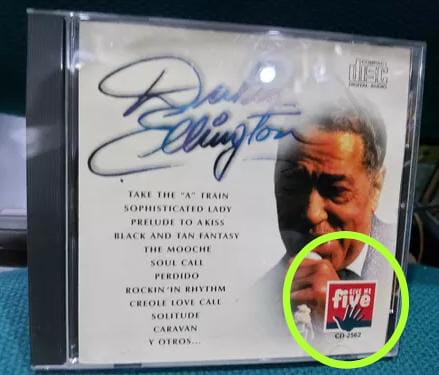 Duke
Ellington
COMPACT
disc
DIGITAL AUDIO
TAKE THE "A" TRAIN
SOPHISTICATED LADY
PRELUDE TO A KISS
BLACK AND TAN FANTASY
THE MOOCHE
SOUL CALL
PERDIDO
ROCKIN'IN RHYTHM
CREOLE LOVE CALL
SOLITUDE
CARAVAN
Y OTROS...
GIVE ME
five
CD-2562